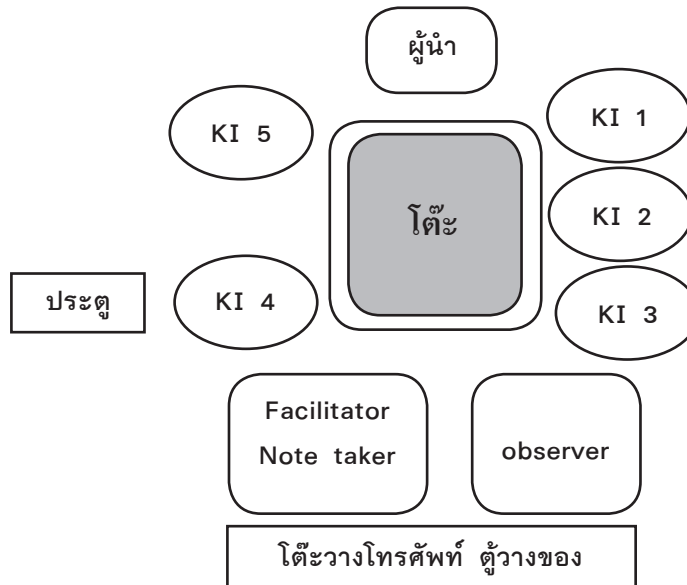 ผู้นำ
KI 5
KI 1
โต๊ะ
KI 2
ประตู
KI 4
KI 3
Facilitator
Note taker
observer
โต๊ะวางโทรศัพท์ ตู้วางของ